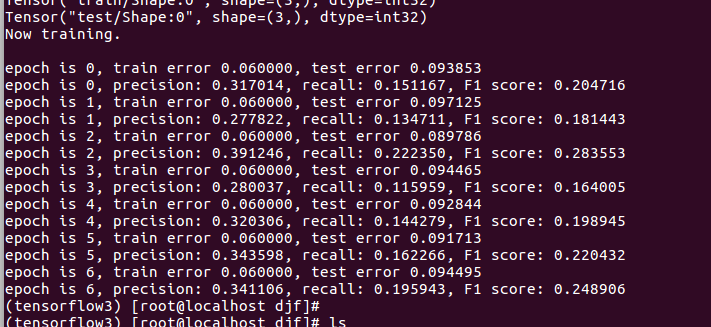 Tensor("train/Shape:0", shape=(3,), dtype=int32)
Tensor("test/Shape:0", shape=(3,), dtype=int32)
Now training.
epoch is 0, train error 0.060000, test error 0.093853
epoch is 0, precision: 0.317014, recall: 0.151167, F1 score: 0.204716
epoch is 1, train error 0.060000, test error 0.097125
epoch is 1, precision: 0.277822, recall: 0.134711, F1 score: 0.181443
epoch is 2, train error 0.060000, test error 0.089786
epoch is 2, precision: 0.391246, recall: 0.222350, F1 score: 0.283553
epoch is 3, train error 0.060000, test error 0.094465
epoch is 3, precision: 0.280037, recall: 0.115959, F1 score: 0.164005
epoch is 4, train error 0.060000, test error 0.092844
epoch is 4, precision: 0.320306, recall: 0.144279, F1 score: 0.198945
epoch is 5, train error 0.060000, test error 0.091713
epoch is 5, precision: 0.343598, recall: 0.162266, F1 score: 0.220432
epoch is 6, train error 0.060000, test error 0.094495
epoch is 6, precision: 0.341106, recall: 0.195943, F1 score: 0.248906
(tensorflow3) [root@localhost djf]#
(tensorflow3) [root@localhost djf]# ls